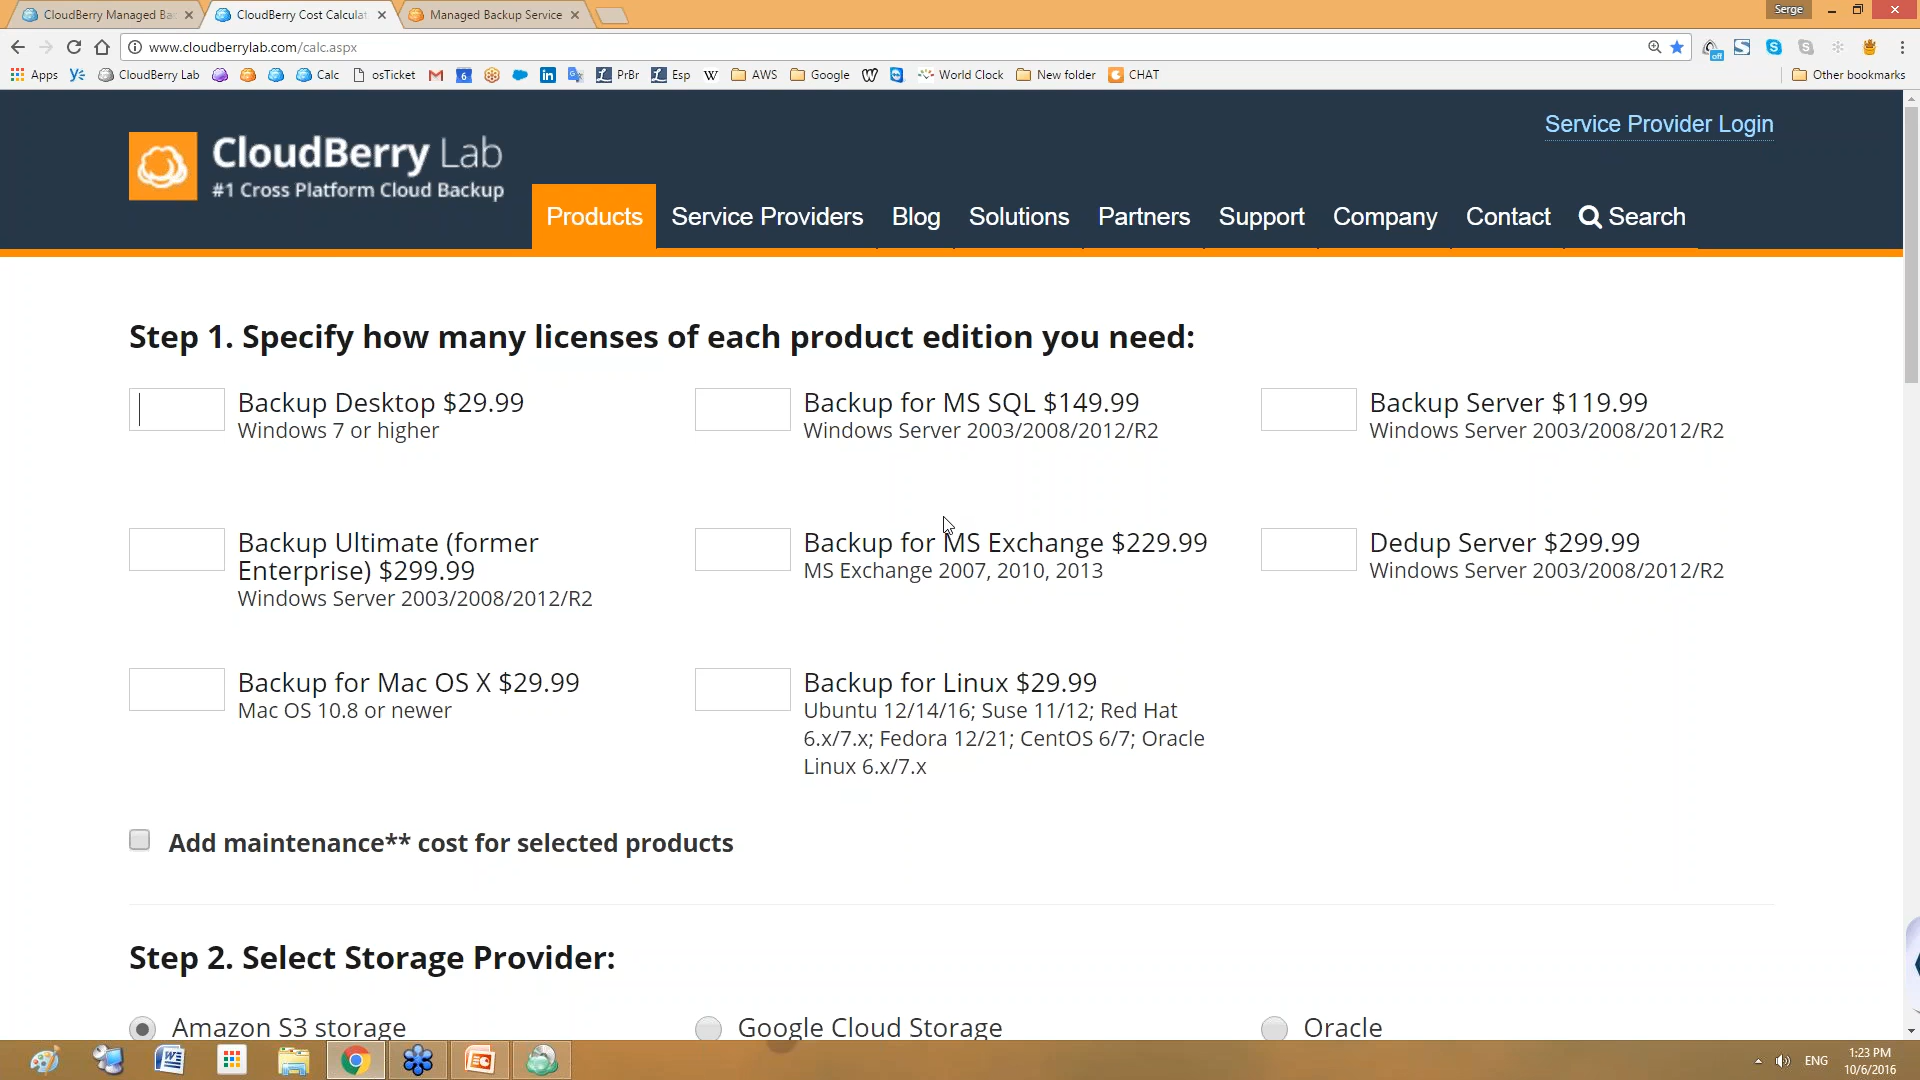 CloudBerry Managed Bac
CloudBerry Cost Calculat
Managed Backup Service
Serge
www.cloudberrylab.com/calc.aspx
Apps
CloudBerry Lab
Calc
osTicket
6
PrBr
Esp
W
AWS
Google
World Clock
New folder
CHAT
Other bookmarks
off
CloudBerry Lab
#1 Cross Platform Cloud Backup
Service Provider Login
Products
Service Providers
Blog
Solutions
Partners
Support
Company
Contact
Search
Step 1. Specify how many licenses of each product edition you need:
Backup Desktop $29.99
Windows 7 or higher
Backup for MS SQL $149.99
Windows Server 2003/2008/2012/R2
Backup Server $119.99
Windows Server 2003/2008/2012/R2
Backup Ultimate (former
Enterprise) $299.99
Windows Server 2003/2008/2012/R2
Backup for MS Exchange $229.99
MS Exchange 2007, 2010, 2013
Dedup Server $299.99
Windows Server 2003/2008/2012/R2
Backup for Mac OS X $29.99
Mac OS 10.8 or newer
Backup for Linux $29.99
Ubuntu 12/14/16; Suse 11/12; Red Hat
6.x/7.x; Fedora 12/21; CentOS 6/7; Oracle
Linux 6.x/7.x
Add maintenance** cost for selected products
Step 2. Select Storage Provider:
Amazon S3 storage
Google Cloud Storage
Oracle
ENG
1:23 PM
10/6/2016